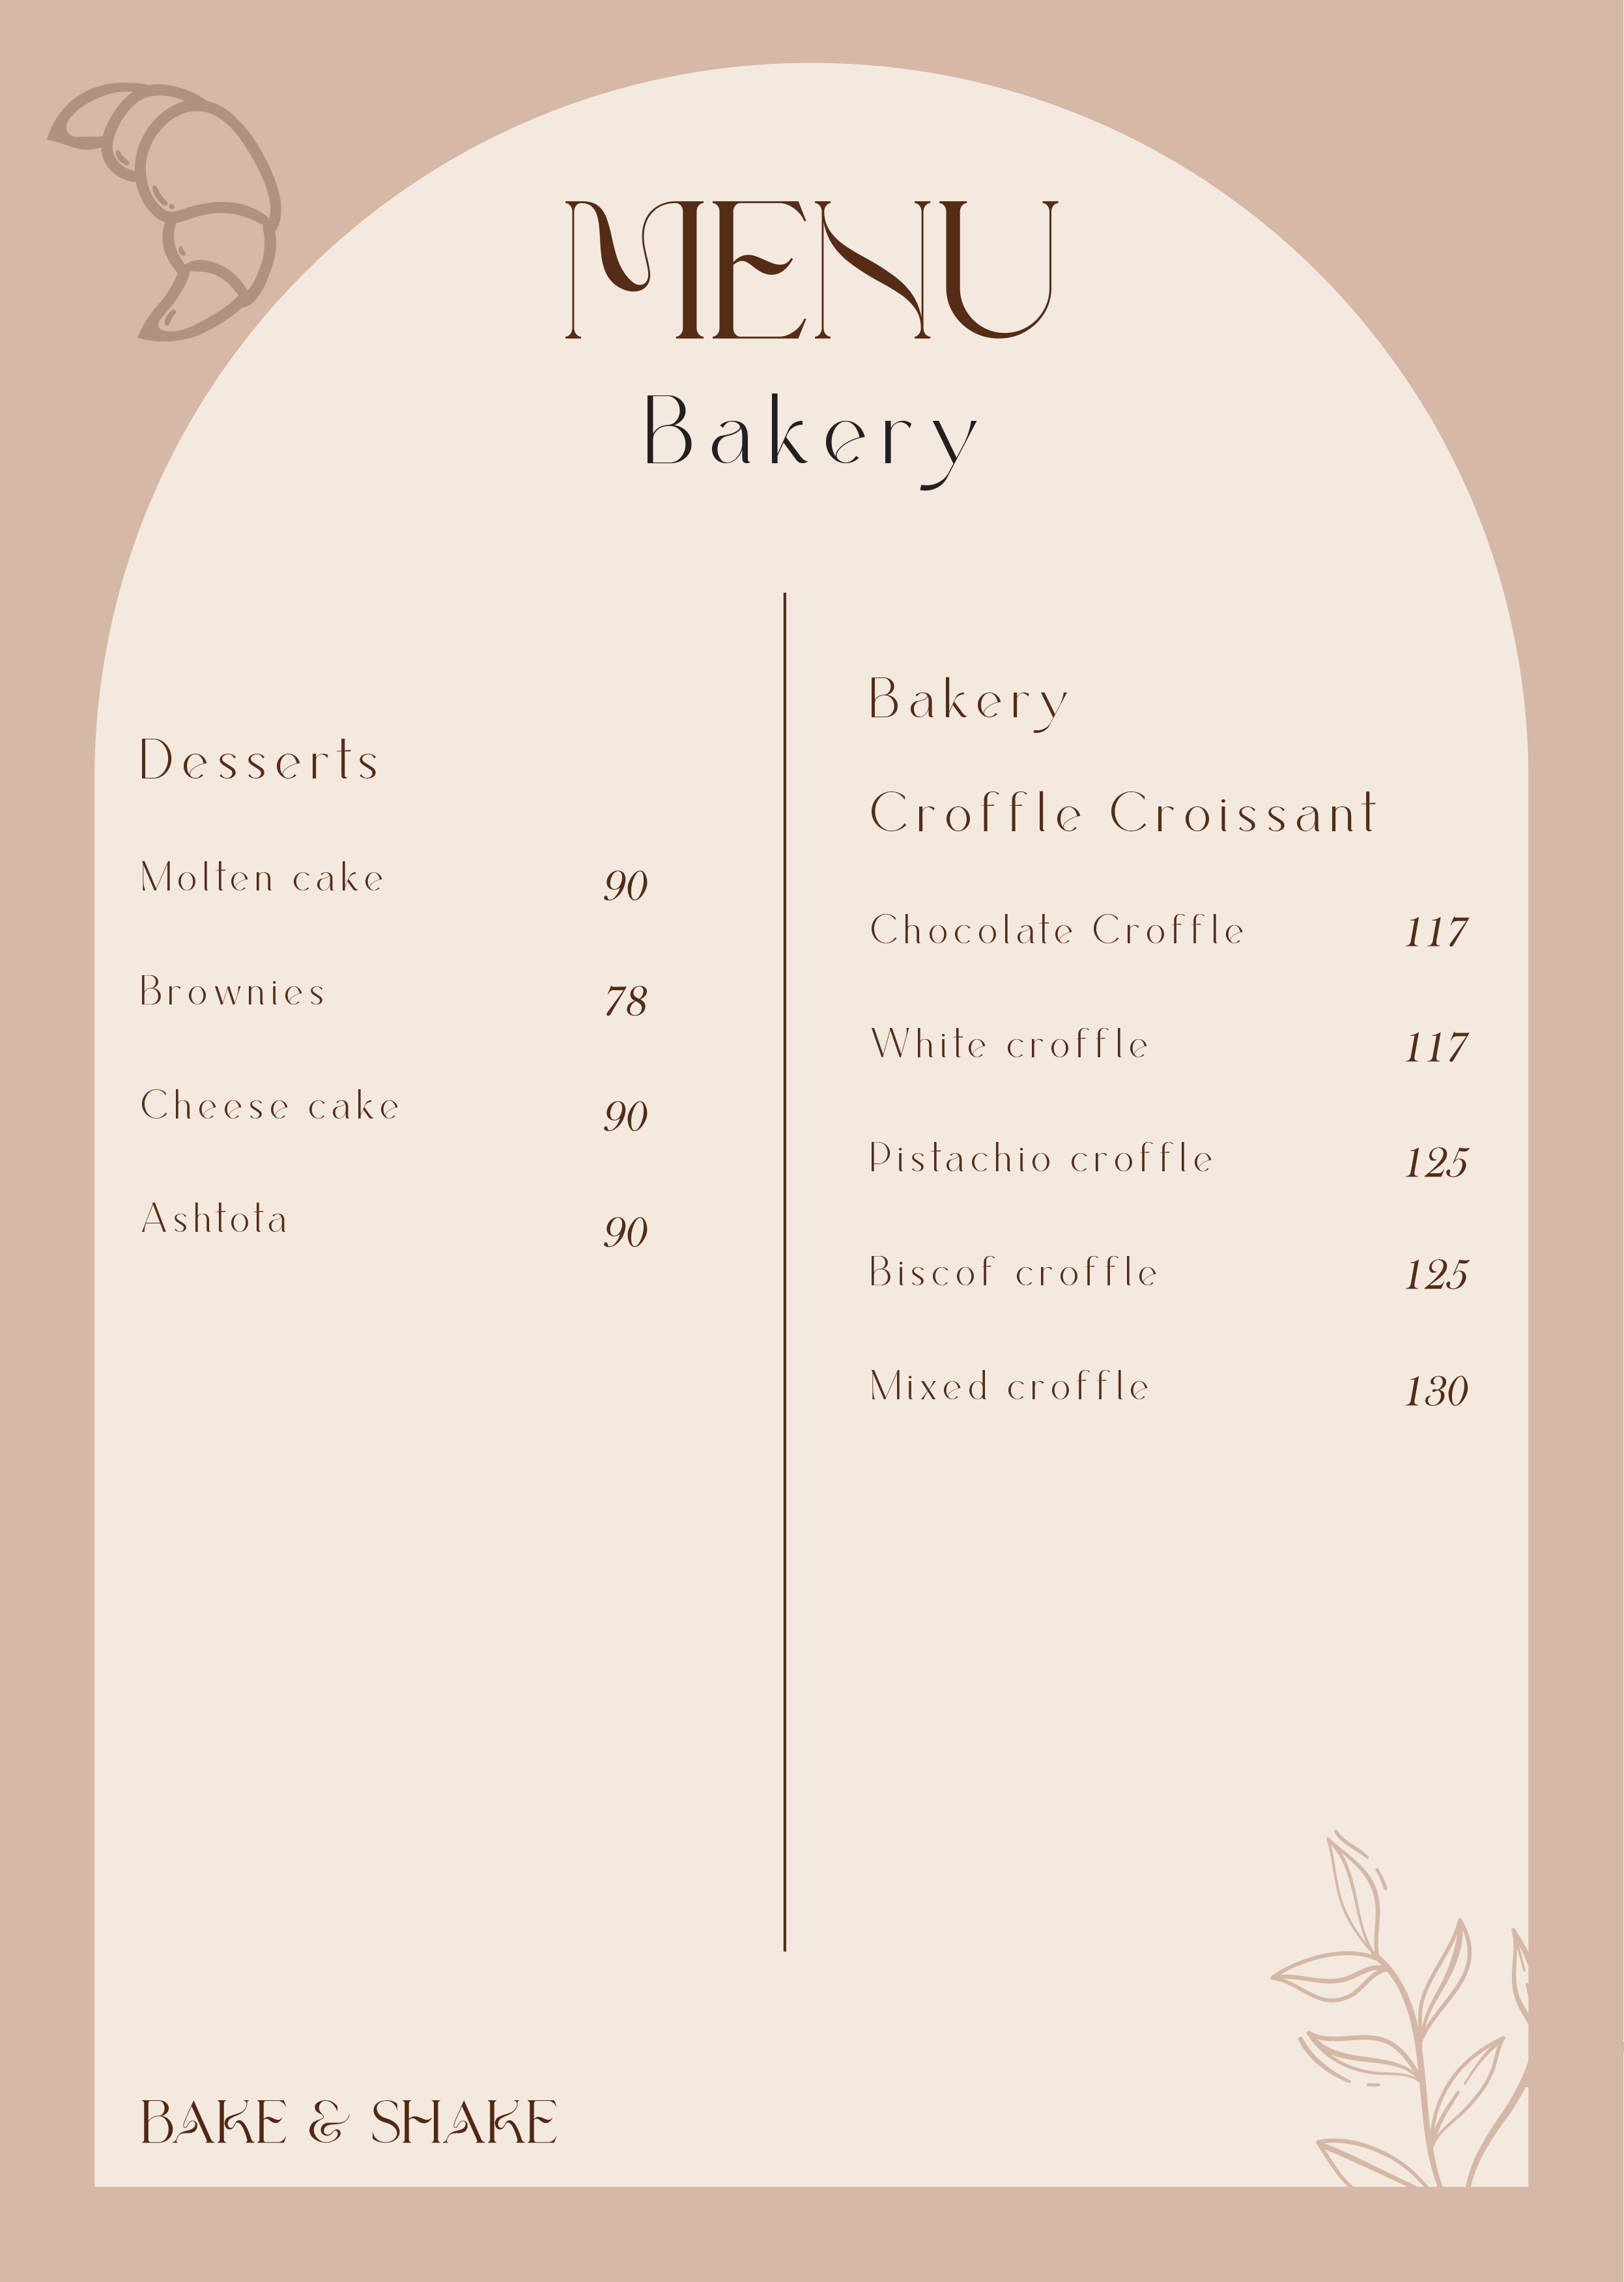 MENU
Bakery
Desserts
Molten cake 90
Brownies 78
Cheese cake 90
Ashtota 90
Bakery
Croffle Croissant
Chocolate Croffle 117
White croffle 117
Pistachio croffle 125
Biscof croffle 125
Mixed croffle 130
BAKE & SHAKE